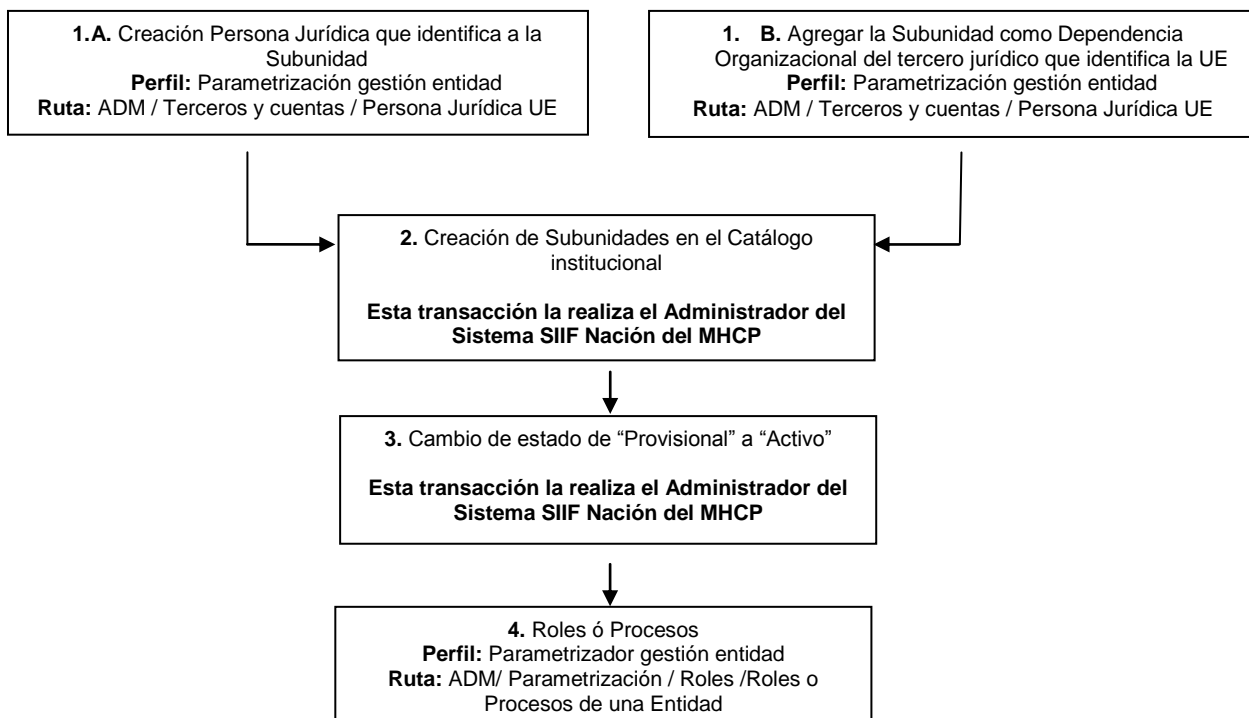 1.A. Creación Persona Jurídica que identifica a la
Subunidad
Perfil: Parametrización gestión entidad
Ruta: ADM / Terceros y cuentas / Persona Jurídica UE
1. B. Agregar la Subunidad como Dependencia
Organizacional del tercero jurídico que identifica la UE
Perfil: Parametrización gestión entidad
Ruta: ADM / Terceros y cuentas / Persona Jurídica UE
2. Creación de Subunidades en el Catálogo
institucional
Esta transacción la realiza el Administrador del
Sistema SIIF Nación del MHCP
3. Cambio de estado de “Provisional” a “Activo”
Esta transacción la realiza el Administrador del
Sistema SIIF Nación del MHCP
4. Roles ó Procesos
Perfil: Parametrizador gestión entidad
Ruta: ADM/ Parametrización / Roles /Roles o
Procesos de una Entidad